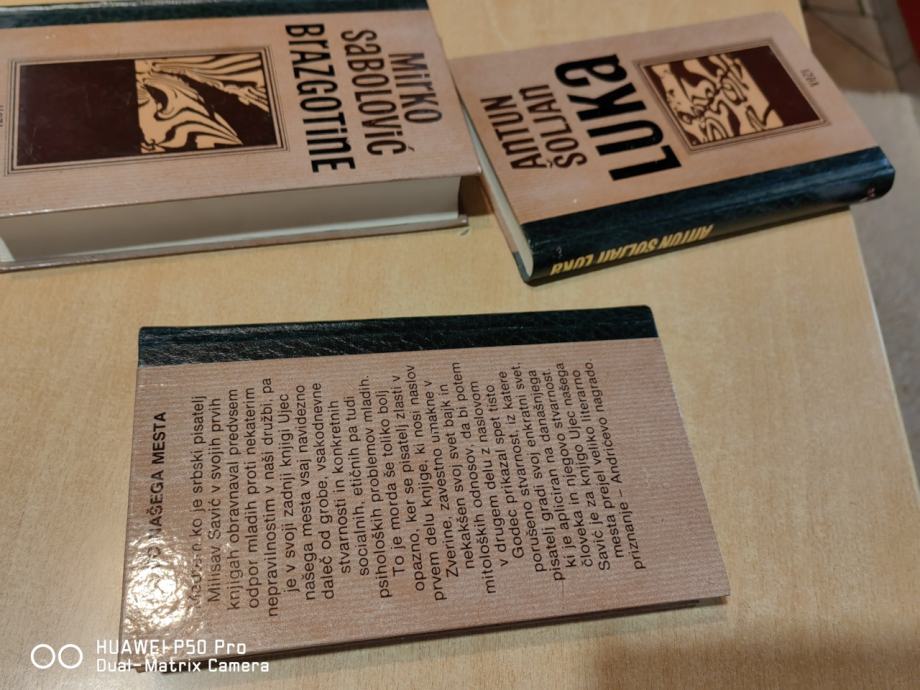 MIRKO
SABOLOVIĆ
BRAZGOTINE
ANTUN
ŠOLJAN
LUKA
ANTUN ŠOLJAN LUKA
NAŠEGA MESTA
ko je srbski pisatelj
Milisav Savić v svojih prvih
knjigah obravnaval predvsem
odpor mladih proti nekaterim
nepravilnostim v naši družbi, pa
je v svoji zadnji knjigi Ujec
našega mesta vsaj navidezno
daleč od grobe, vsakodnevne
stvarnosti in konkretnih
socialnih, etičnih pa tudi
psiholoških problemov mladih.
To je morda še toliko bolj
opazno, ker se pisatelj zlasti v
prvem delu knjige, ki nosi naslov
Zverine, zavestno umakne v
nekakšen svoj svet bajk in
mitoloških odnosov, da bi potem
v drugem delu z naslovom
Godec prikazal spet tisto
porušeno stvarnost, iz katere
pisatelj gradi svoj enkratni svet,
ki je apliciran na današnjega
človeka in njegovo stvarnost.
Savić je za knjigo Ujec našega
mesta prejel veliko literarno
priznanje – Andrićevo nagrado.
HUAWEI P50 Pro
Dual-Matrix Camera